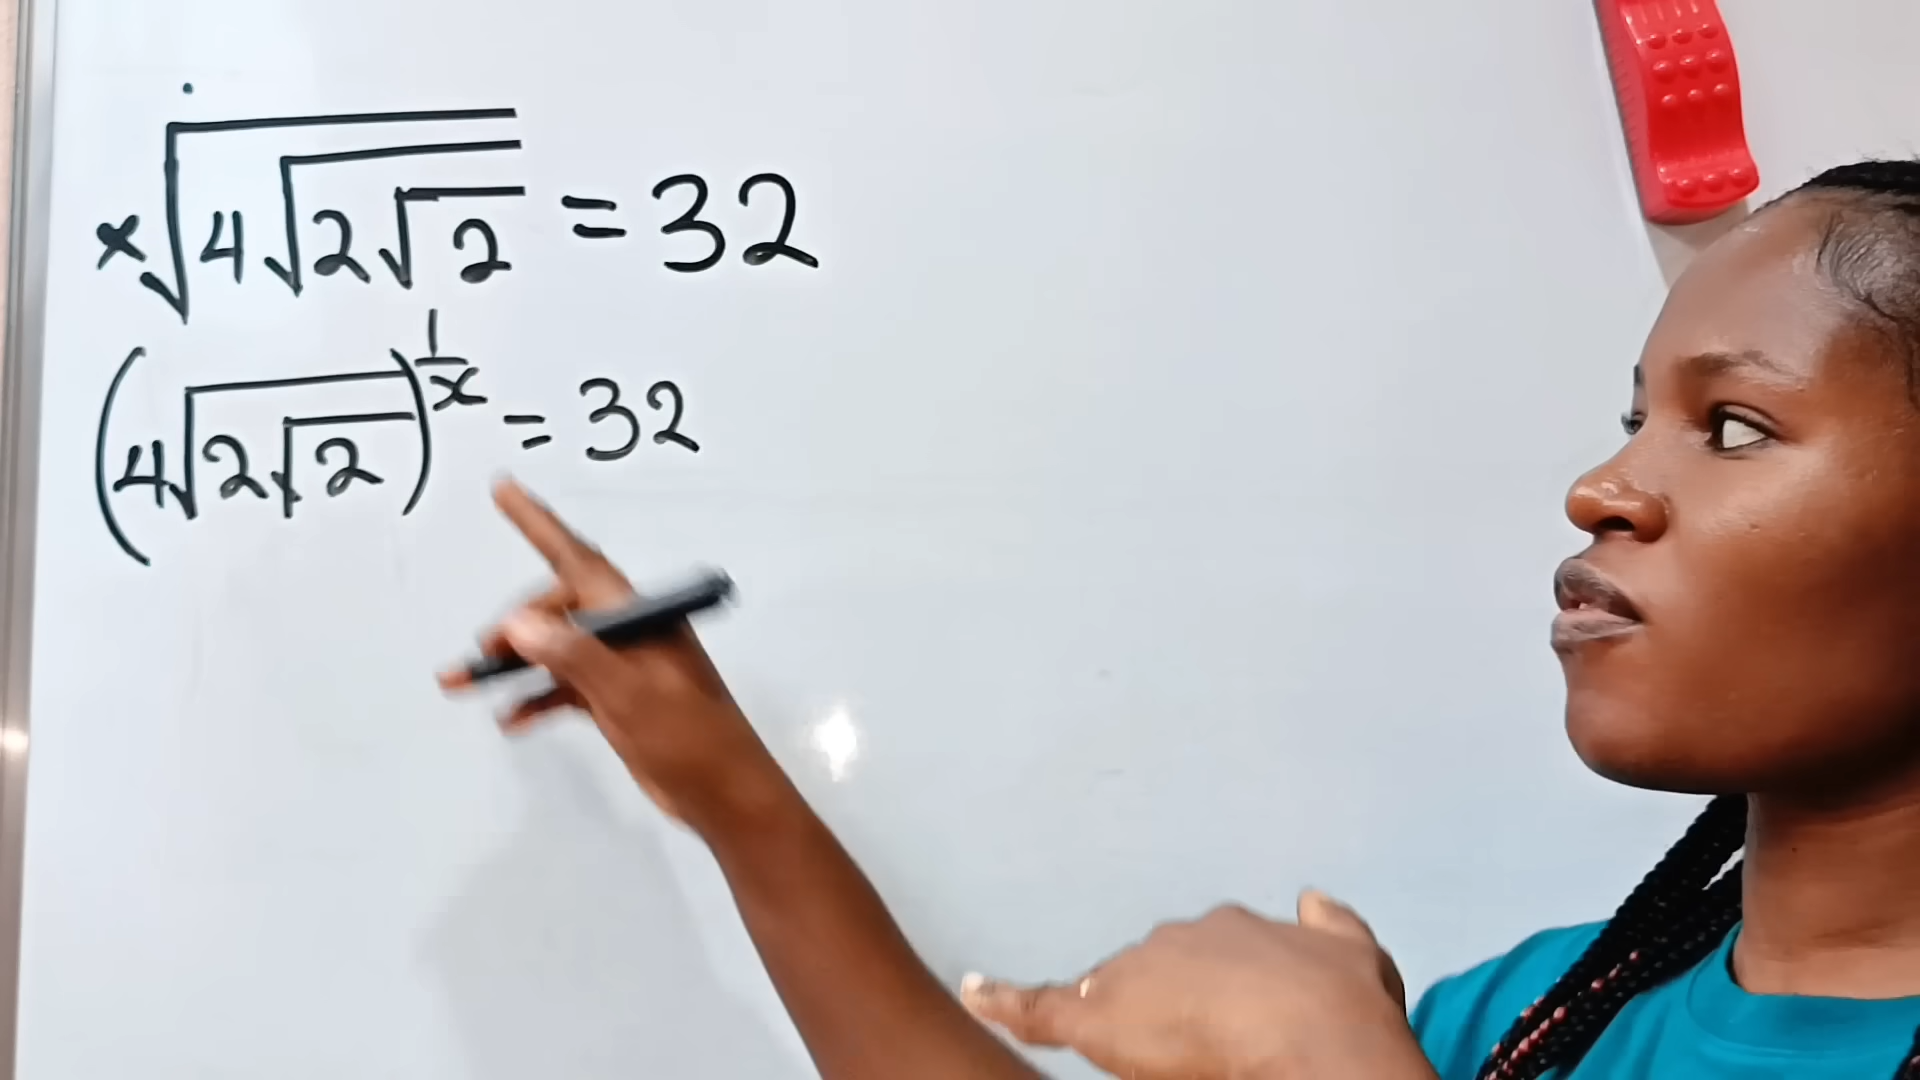 ˣ√(4√(2√2)) = 32
(4√(2√2))^(1/x) = 32